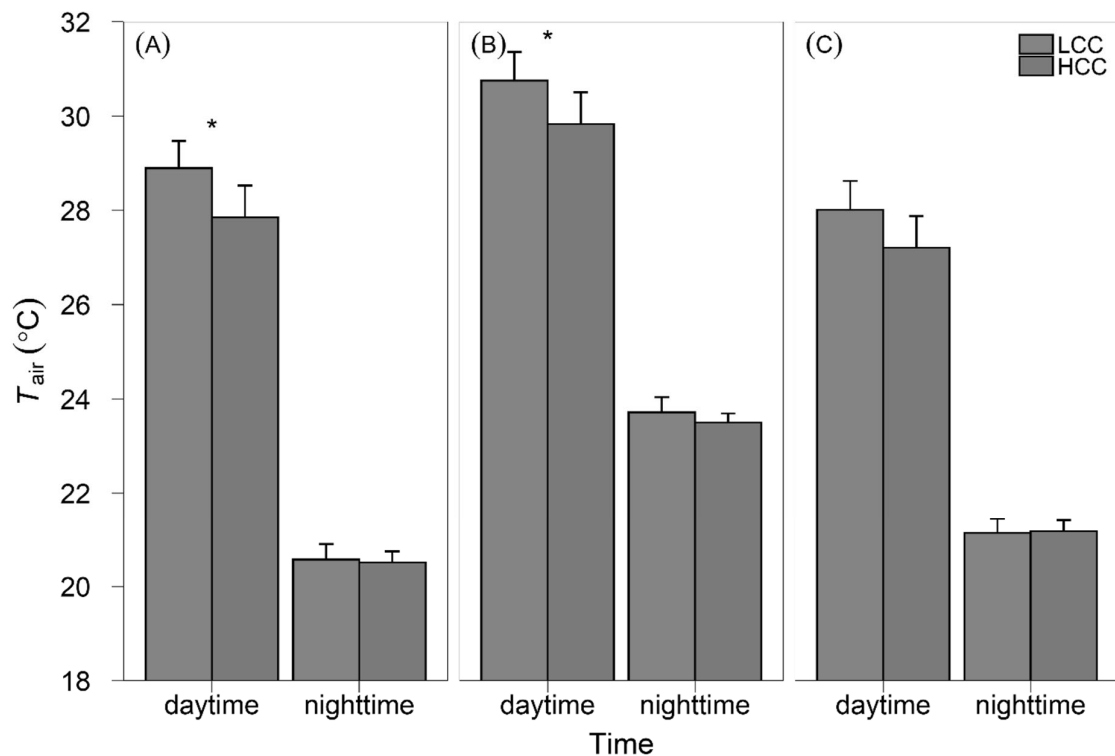 32
30
28
26
24
22
20
18
T air (°C)
(A)
*
(B)
*
(C)
LCC
HCC
daytime nighttime daytime nighttime daytime nighttime
Time